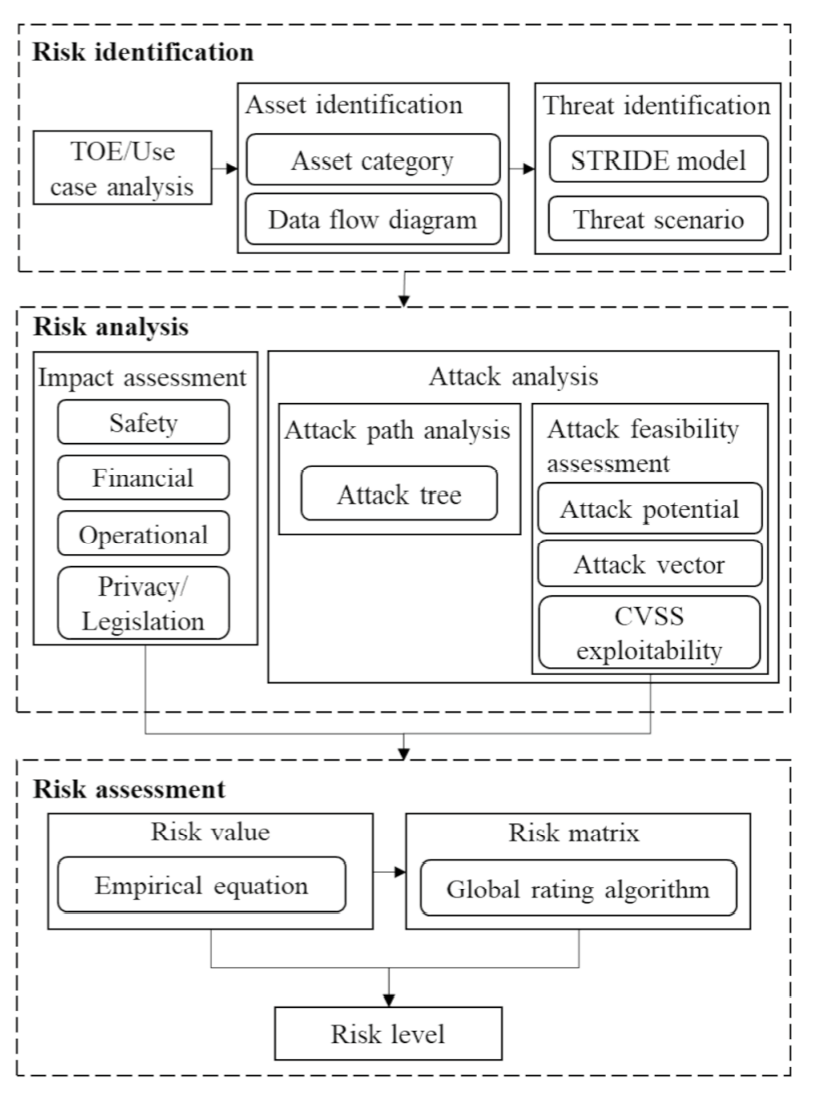 Risk identification
TOE/Use
case analysis
Asset identification
Asset category
Data flow diagram
Threat identification
STRIDE model
Threat scenario
Risk analysis
Impact assessment
Safety
Financial
Operational
Privacy/
Legislation
Attack analysis
Attack path analysis
Attack tree
Attack feasibility
assessment
Attack potential
Attack vector
CVSS
exploitability
Risk assessment
Risk value
Empirical equation
Risk matrix
Global rating algorithm
Risk level